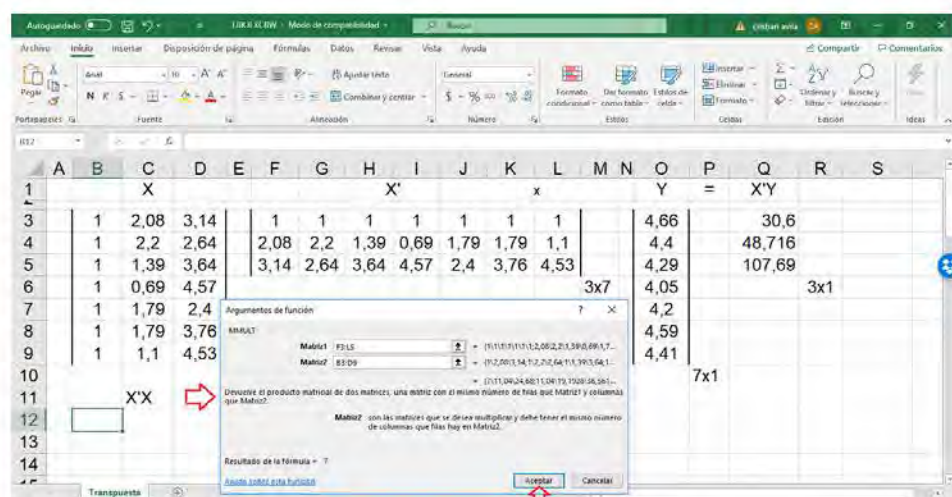 Autoguardado
Modo de compatibilidad
Buscar
cristian avila
Archivo Inicio Insertar Disposición de página Fórmulas Datos Revisar Vista Ayuda
Compartir Comentarios
Pegar
Arial 10
N K S
Ajustar texto
Combinar y centrar
General
$ - % 000
Formato condicional
Dar formato como tabla
Estilos de celda
Insertar
Eliminar
Formato
Ordenar y filtrar
Buscar y seleccionar
Ideas
Portapapeles Fuente Alineación Número Estilos Celdas Edición Ideas
B12
A B C D E F G H I J K L M N O P Q R S
1 X X' x Y = X'Y
3 1 2,08 3,14 1 1 1 1 1 1 1 4,66 30,6
4 1 2,2 2,64 2,08 2,2 1,39 0,69 1,79 1,79 1,1 4,4 48,716
5 1 1,39 3,64 3,14 2,64 3,64 4,57 2,4 3,76 4,53 4,29 107,69
6 1 0,69 4,57 3x7 4,05 3x1
7 1 1,79 2,4 4,2
8 1 1,79 3,76 4,59
9 1 1,1 4,53 4,41
10 7x1
11 X'X
12
13
14
Argumentos de función ? ×
MMULT
Matriz1 F3:L5
Matriz2 B3:D9
Devuelve el producto matricial de dos matrices, una matriz con el mismo número de filas que Matriz1 y columnas
que Matriz2.
Matriz2 son las matrices que se desea multiplicar y debe tener el mismo número
de columnas que filas hay en Matriz2.
Resultado de la fórmula = 7
Ayuda sobre esta función
Aceptar Cancelar
Transpuesta